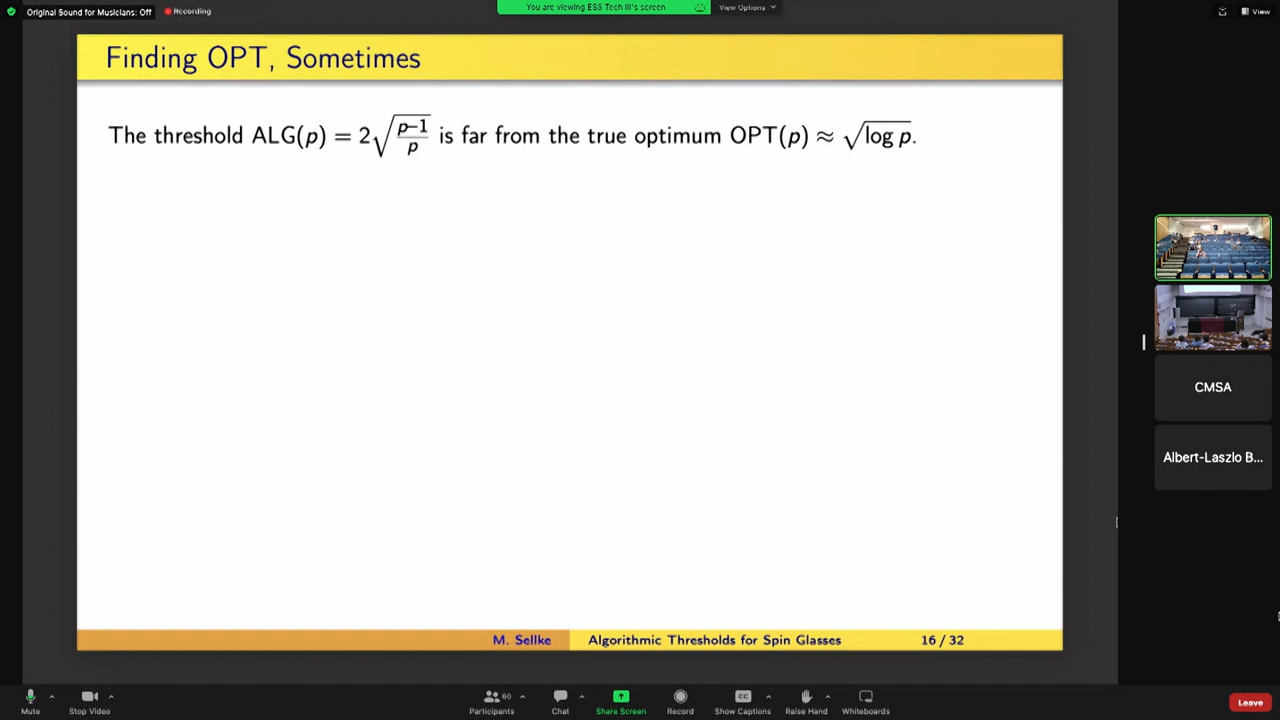 Original Sound for Musicians: Off
Recording
You are viewing ESS Tech III's screen
View Options
View
Finding OPT, Sometimes
The threshold ALG(p) = 2√((p−1)/p) is far from the true optimum OPT(p) ≈ √(log p).
CMSA
Albert-Laszlo B...
M. Sellke
Algorithmic Thresholds for Spin Glasses
16 / 32
Mute
Stop Video
60
Participants
Chat
Share Screen
Record
CC
Show Captions
Raise Hand
Whiteboards
Leave